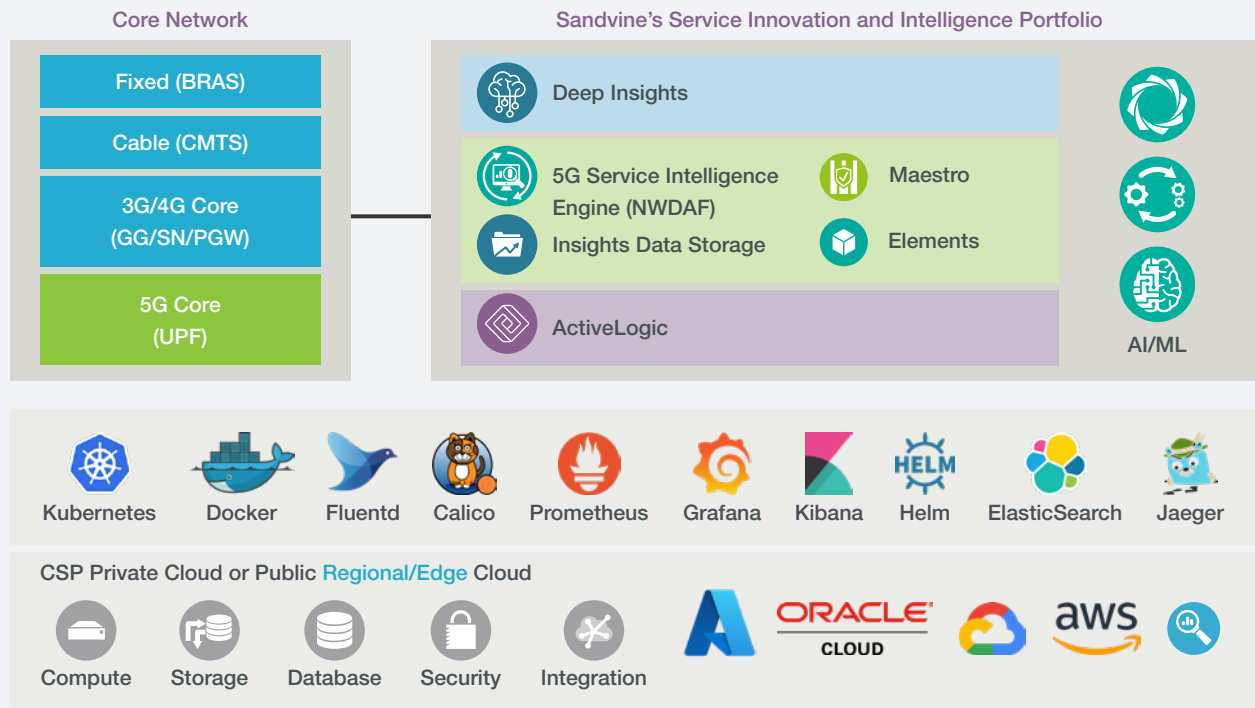 Core Network
Sandvine's Service Innovation and Intelligence Portfolio
Fixed (BRAS)
Cable (CMTS)
3G/4G Core
(GG/SN/PGW)
5G Core
(UPF)
Deep Insights
5G Service Intelligence
Engine (NWDAF)
Insights Data Storage
Maestro
Elements
ActiveLogic
AI/ML
HELM
Kubernetes
Docker
Fluentd
Calico
Prometheus
Grafana
Kibana
Helm
ElasticSearch
Jaeger
CSP Private Cloud or Public Regional/Edge Cloud
Compute
Storage
Database
Security
Integration
ORACLE
CLOUD
aws